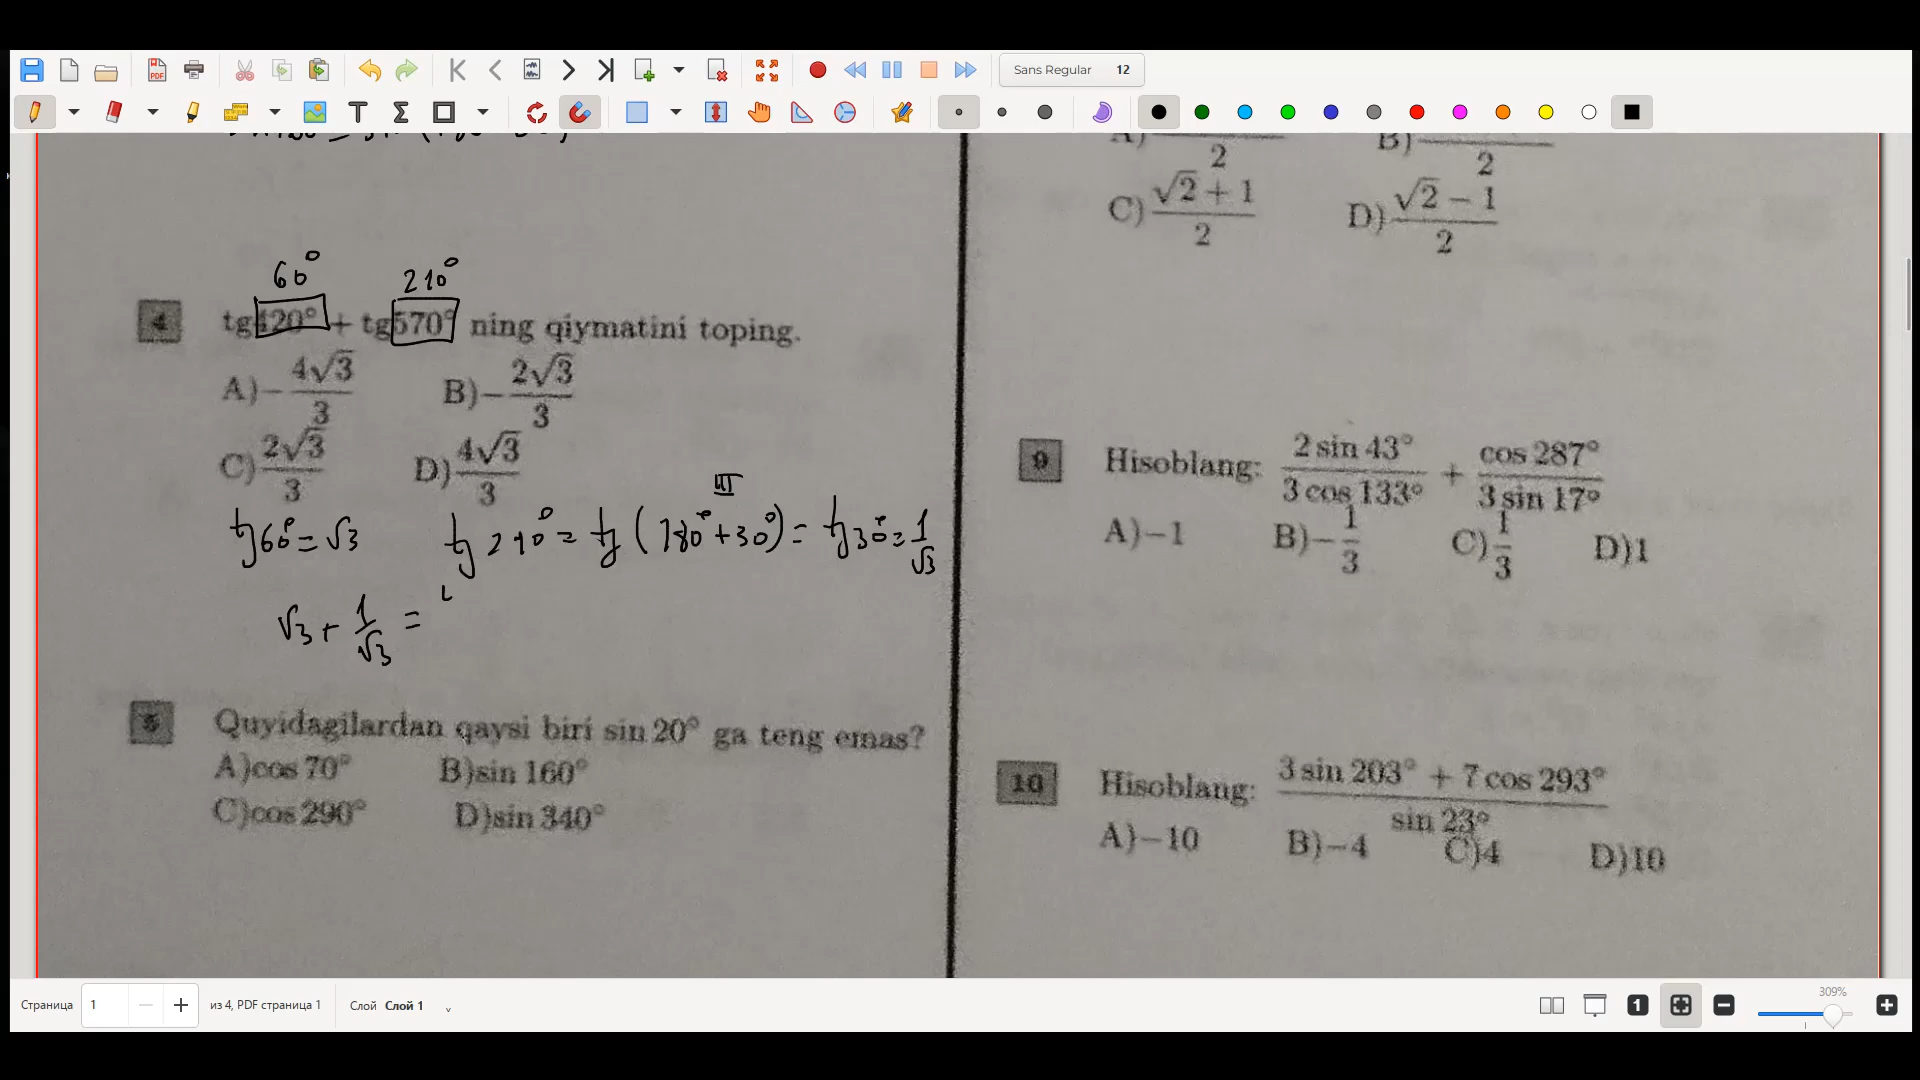 Sans Regular 12
60°
210°
4 tg420° + tg570° ning qiymatini toping.
A) −4√3/3 B) −2√3/3
C) 2√3/3 D) 4√3/3
III
tg60° = √3 tg210° = tg(180° + 30°) = tg30° = 1/√3
√3 + 1/√3 =
5 Quyidagilardan qaysi biri sin 20° ga teng emas?
A)cos 70° B)sin 160°
C)cos 290° D)sin 340°
C) (√2 + 1)/2 D) (√2 − 1)/2
9 Hisoblang: 2 sin 43°/3 cos 133° + cos 287°/3 sin 17°
A)−1 B)−1/3 C)1/3 D)1
10 Hisoblang: (3 sin 203° + 7 cos 293°)/sin 23°
A)−10 B)−4 C)4 D)10
Страница 1 из 4, PDF страница 1 Слой Слой 1 309%